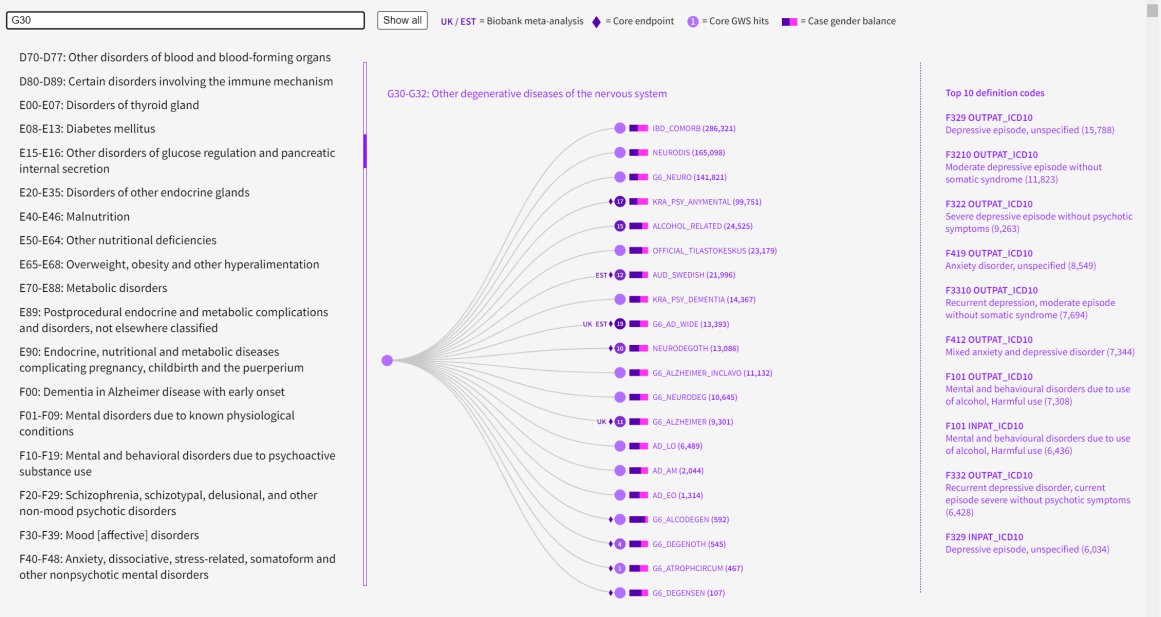 G30
Show all
UK / EST = Biobank meta-analysis
= Core endpoint
1 = Core GWS hits
= Case gender balance
D70-D77: Other disorders of blood and blood-forming organs
D80-D89: Certain disorders involving the immune mechanism
E00-E07: Disorders of thyroid gland
E08-E13: Diabetes mellitus
E15-E16: Other disorders of glucose regulation and pancreatic
internal secretion
E20-E35: Disorders of other endocrine glands
E40-E46: Malnutrition
E50-E64: Other nutritional deficiencies
E65-E68: Overweight, obesity and other hyperalimentation
E70-E88: Metabolic disorders
E89: Postprocedural endocrine and metabolic complications
and disorders, not elsewhere classified
E90: Endocrine, nutritional and metabolic diseases
complicating pregnancy, childbirth and the puerperium
F00: Dementia in Alzheimer disease with early onset
F01-F09: Mental disorders due to known physiological
conditions
F10-F19: Mental and behavioral disorders due to psychoactive
substance use
F20-F29: Schizophrenia, schizotypal, delusional, and other
non-mood psychotic disorders
F30-F39: Mood [affective] disorders
F40-F48: Anxiety, dissociative, stress-related, somatoform and
other nonpsychotic mental disorders
G30-G32: Other degenerative diseases of the nervous system
IBD_COMORB (286,321)
NEURODIS (165,098)
G6_NEURO (141,821)
17 KRA_PSY_ANYMENTAL (99,751)
15 ALCOHOL_RELATED (24,525)
OFFICIAL_TILASTOKESKUS (23,179)
EST 12 AUD_SWEDISH (21,996)
KRA_PSY_DEMENTIA (14,367)
UK EST 19 G6_AD_WIDE (13,393)
10 NEURODEGOTH (13,086)
G6_ALZHEIMER_INCLAVO (11,132)
G6_NEURODEG (10,645)
UK 11 G6_ALZHEIMER (9,301)
AD_LO (6,489)
AD_AM (2,044)
AD_EO (1,314)
G6_ALCODEGEN (592)
4 G6_DEGENOTH (545)
1 G6_ATROPHCIRCUM (467)
G6_DEGENSEN (107)
Top 10 definition codes
F329 OUTPAT_ICD10
Depressive episode, unspecified (15,788)
F3210 OUTPAT_ICD10
Moderate depressive episode without
somatic syndrome (11,823)
F322 OUTPAT_ICD10
Severe depressive episode without psychotic
symptoms (9,263)
F419 OUTPAT_ICD10
Anxiety disorder, unspecified (8,549)
F3310 OUTPAT_ICD10
Recurrent depression, moderate episode
without somatic syndrome (7,694)
F412 OUTPAT_ICD10
Mixed anxiety and depressive disorder (7,344)
F101 OUTPAT_ICD10
Mental and behavioural disorders due to use
of alcohol, Harmful use (7,308)
F101 INPAT_ICD10
Mental and behavioural disorders due to use
of alcohol, Harmful use (6,436)
F332 OUTPAT_ICD10
Recurrent depressive disorder, current
episode severe without psychotic symptoms
(6,428)
F329 INPAT_ICD10
Depressive episode, unspecified (6,034)